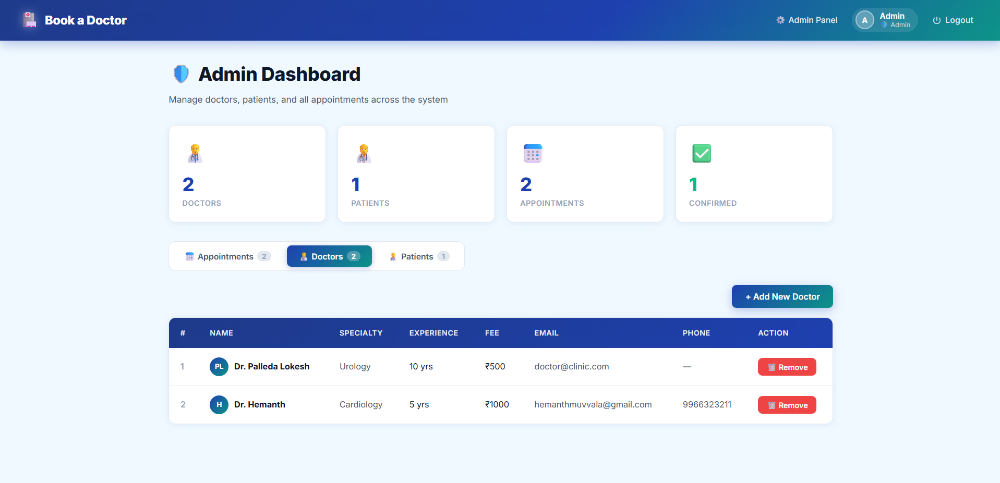 Book a Doctor
Admin Panel
A
Admin
Admin
Logout
Admin Dashboard
Manage doctors, patients, and all appointments across the system
2
DOCTORS
1
PATIENTS
2
APPOINTMENTS
1
CONFIRMED
Appointments 2
Doctors 2
Patients 1
+ Add New Doctor
# NAME SPECIALTY EXPERIENCE FEE EMAIL PHONE ACTION
1 PL Dr. Palleda Lokesh Urology 10 yrs ₹500 doctor@clinic.com — Remove
2 H Dr. Hemanth Cardiology 5 yrs ₹1000 hemanthmuvvala@gmail.com 9966323211 Remove